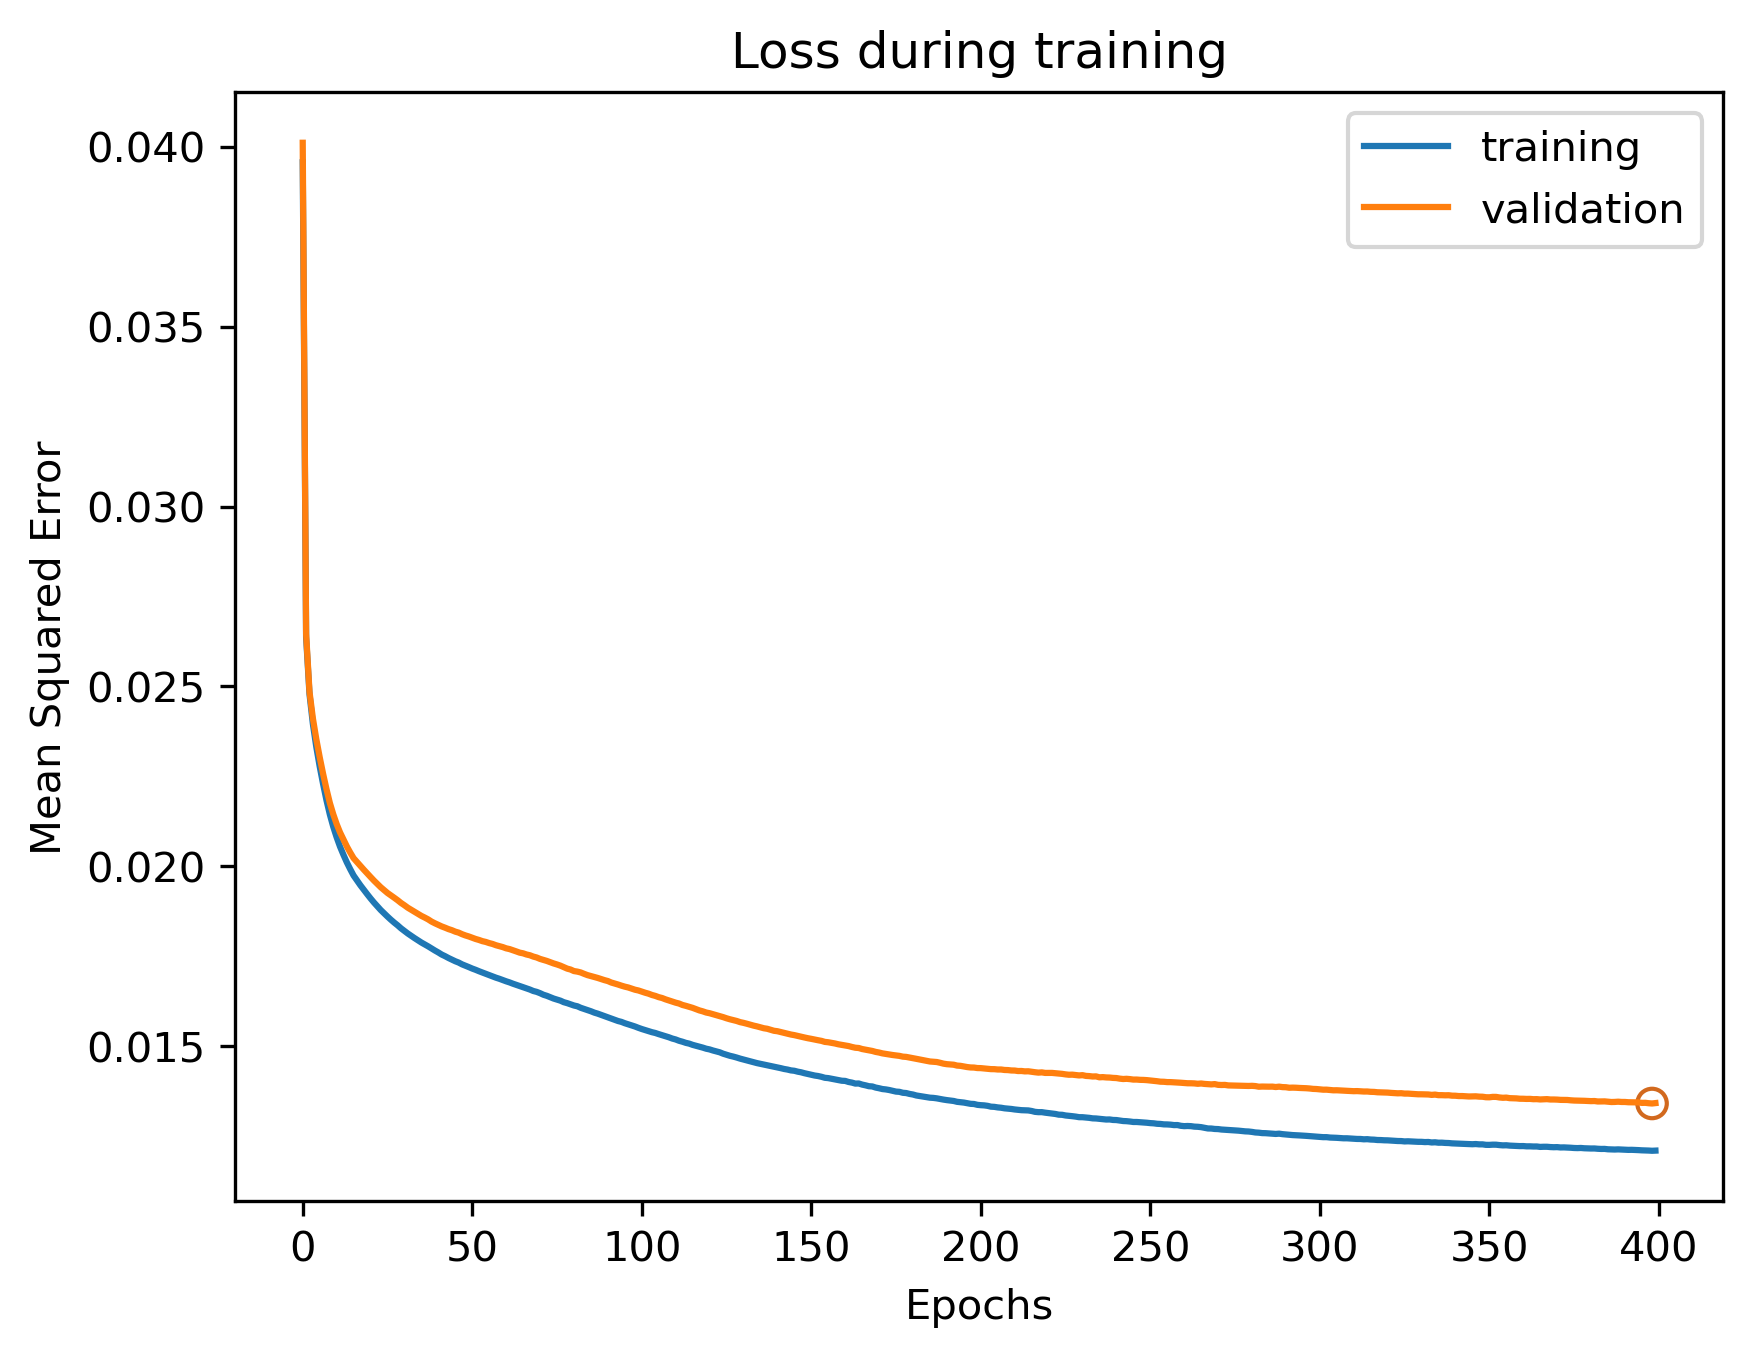 Loss during training
training
validation
0.040
0.035
0.030
0.025
0.020
0.015
Mean Squared Error
0 50 100 150 200 250 300 350 400
Epochs